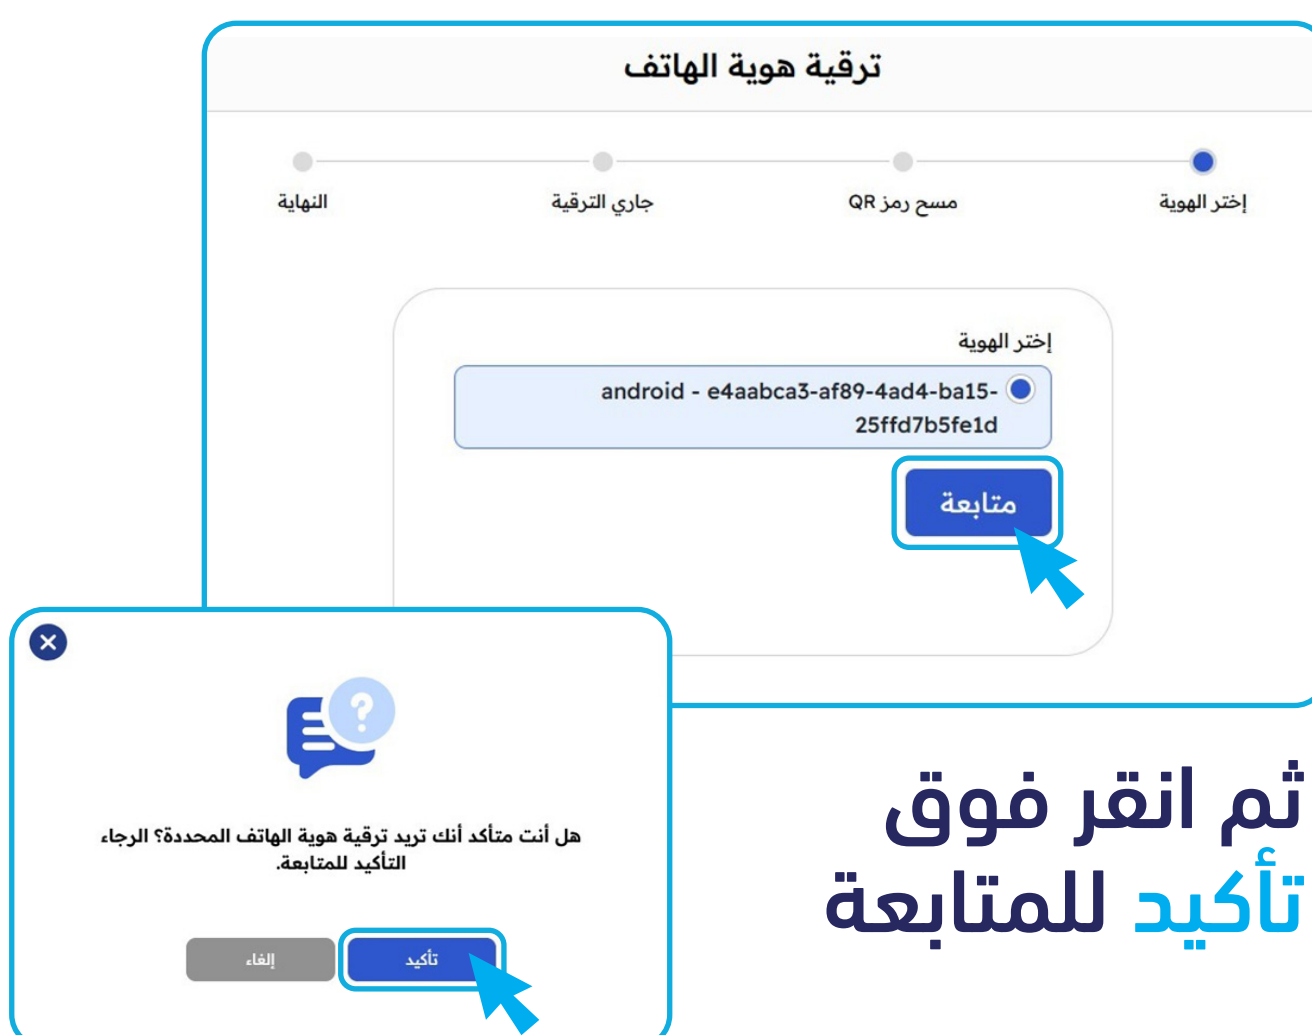 ترقية هوية الهاتف
إختر الهوية
مسح رمز QR
جاري الترقية
النهاية
إختر الهوية
android - e4aabca3-af89-4ad4-ba15-
25ffd7b5fe1d
متابعة
هل أنت متأكد أنك تريد ترقية هوية الهاتف المحددة؟ الرجاء
التأكيد للمتابعة.
تأكيد
إلغاء
ثم انقر فوق
تأكيد للمتابعة